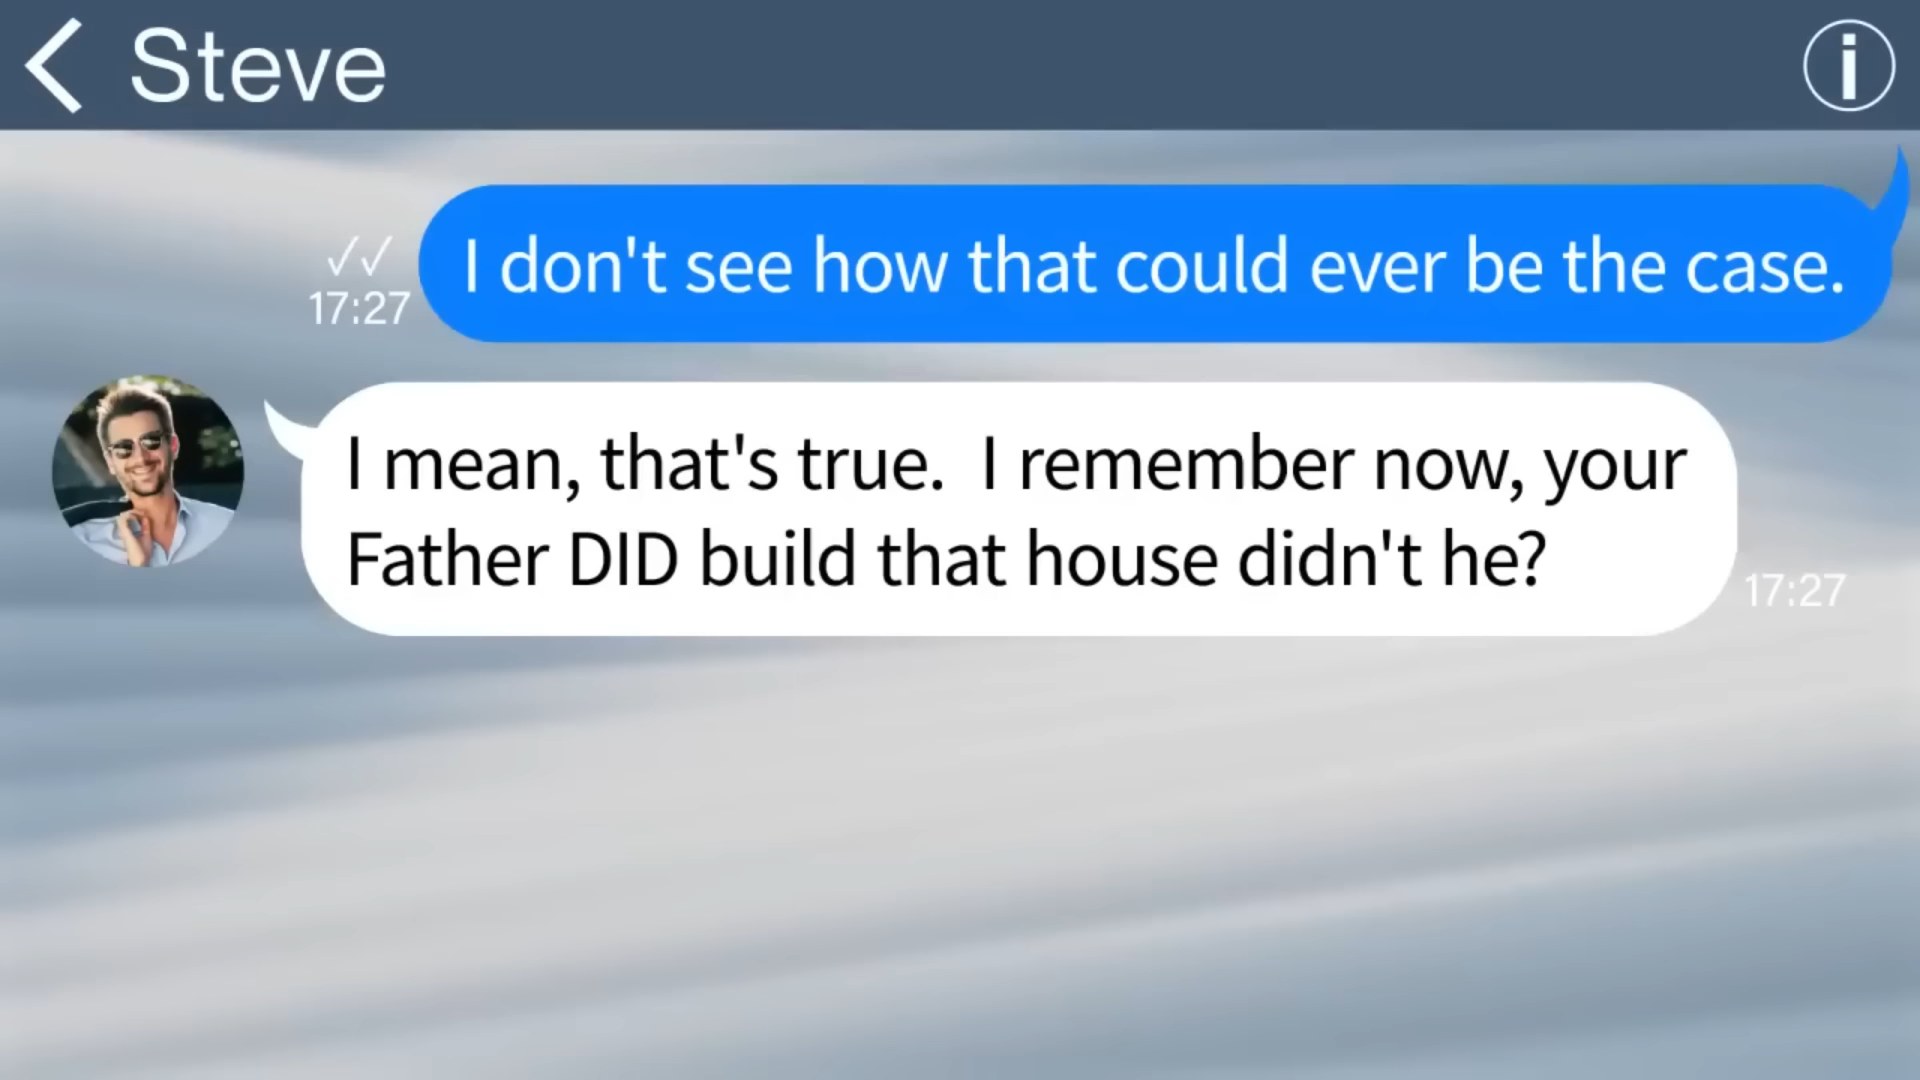 Steve
I don't see how that could ever be the case.
✓✓
17:27
I mean, that's true.  I remember now, your
Father DID build that house didn't he?
17:27